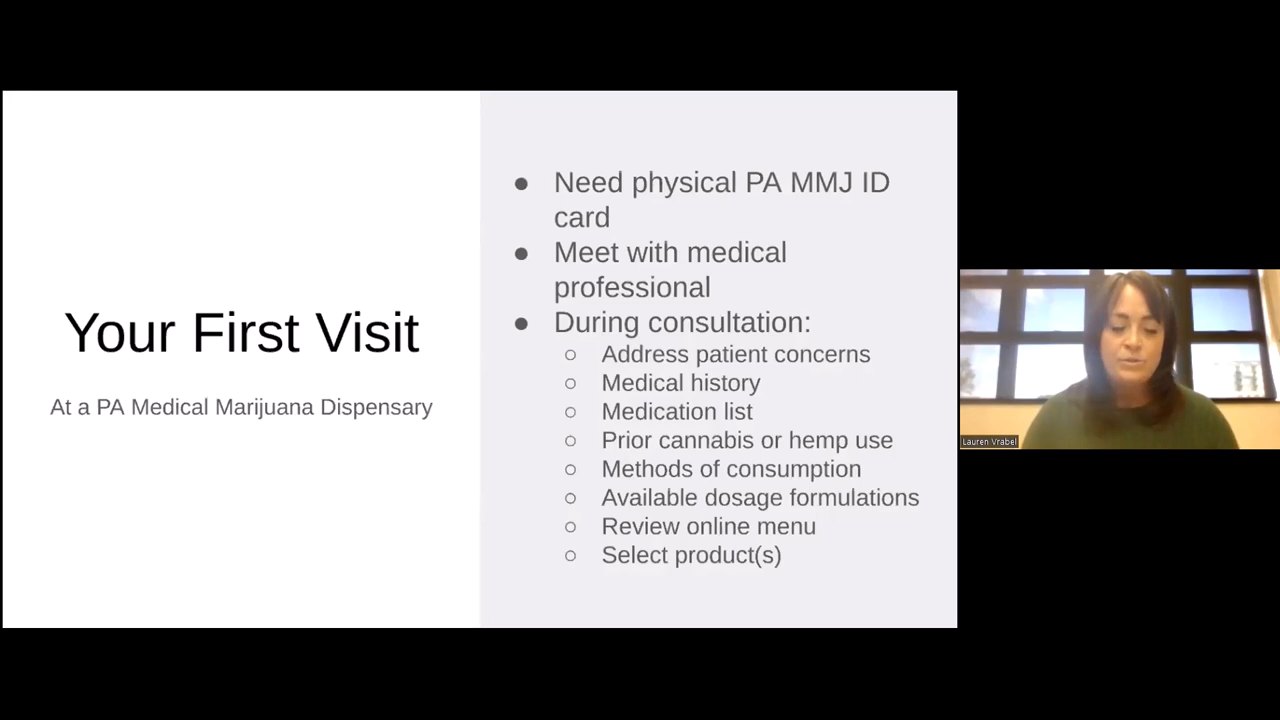 Your First Visit
At a PA Medical Marijuana Dispensary
● Need physical PA MMJ ID
card
● Meet with medical
professional
● During consultation:
○ Address patient concerns
○ Medical history
○ Medication list
○ Prior cannabis or hemp use
○ Methods of consumption
○ Available dosage formulations
○ Review online menu
○ Select product(s)
Lauren Vrabel